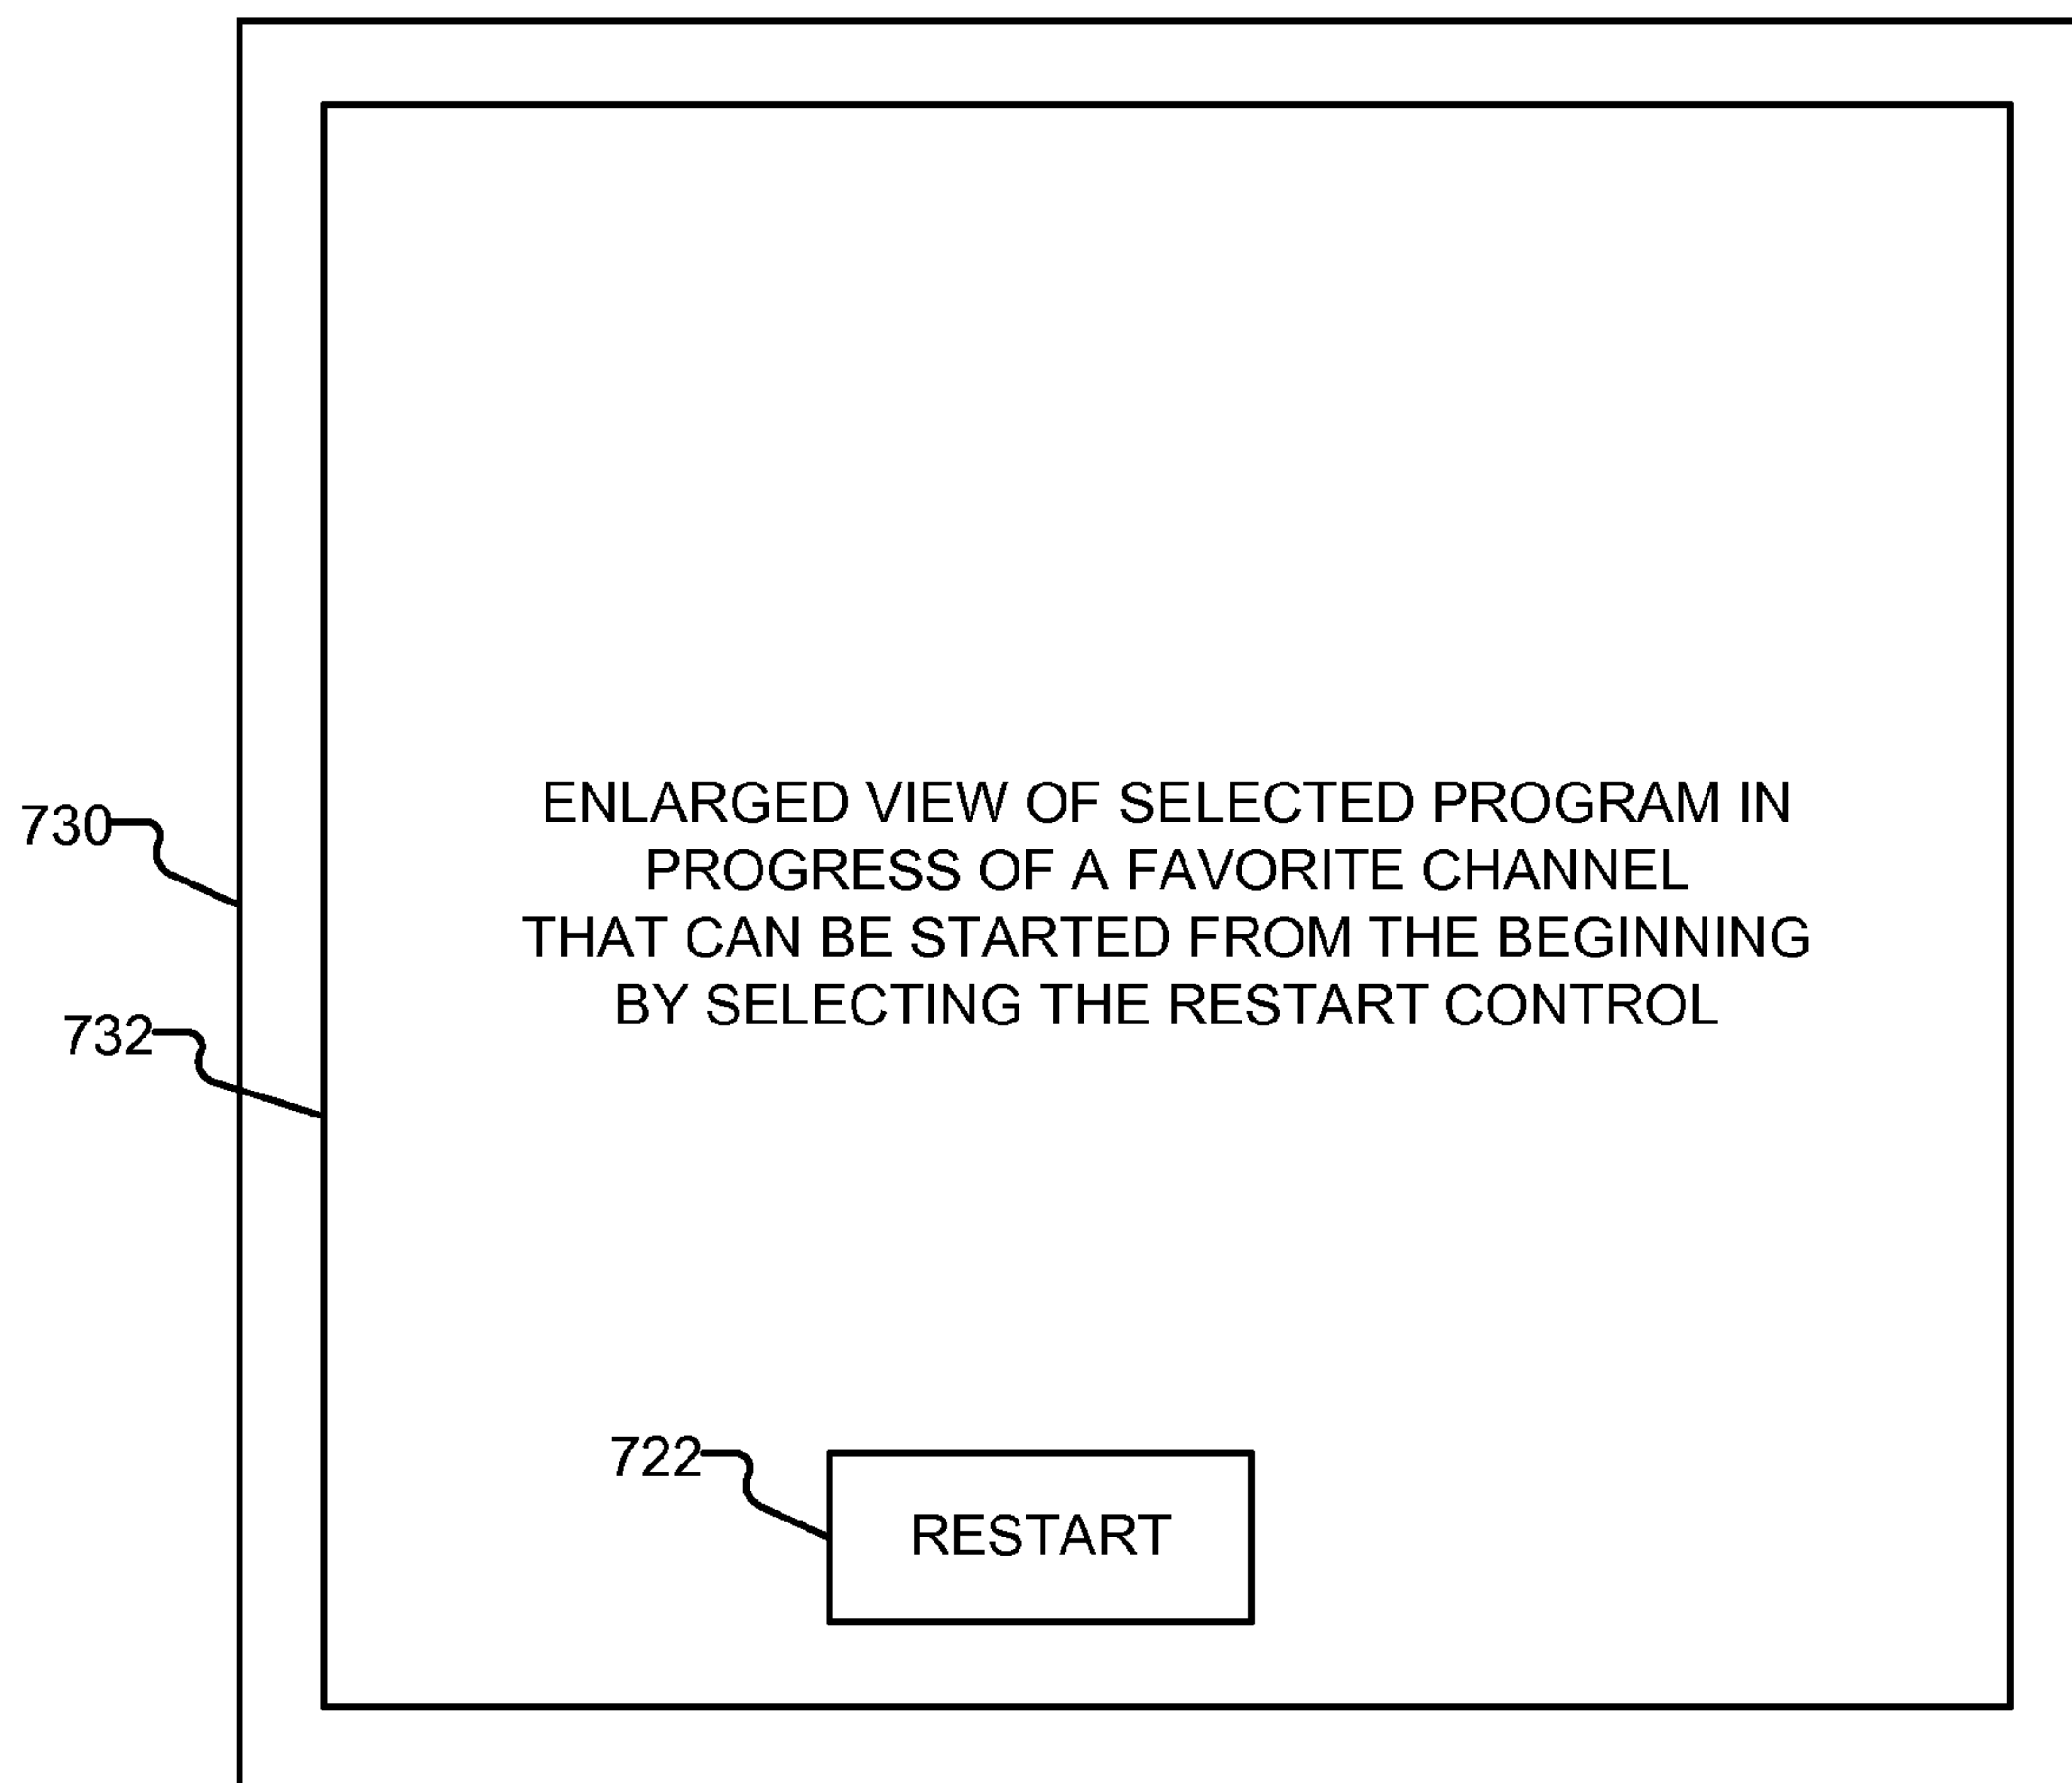 ENLARGED VIEW OF SELECTED PROGRAM IN
730
PROGRESS OF A FAVORITE CHANNEL
THAT CAN BE STARTED FROM THE BEGINNING
BY SELECTING THE RESTART CONTROL
732
722
RESTART